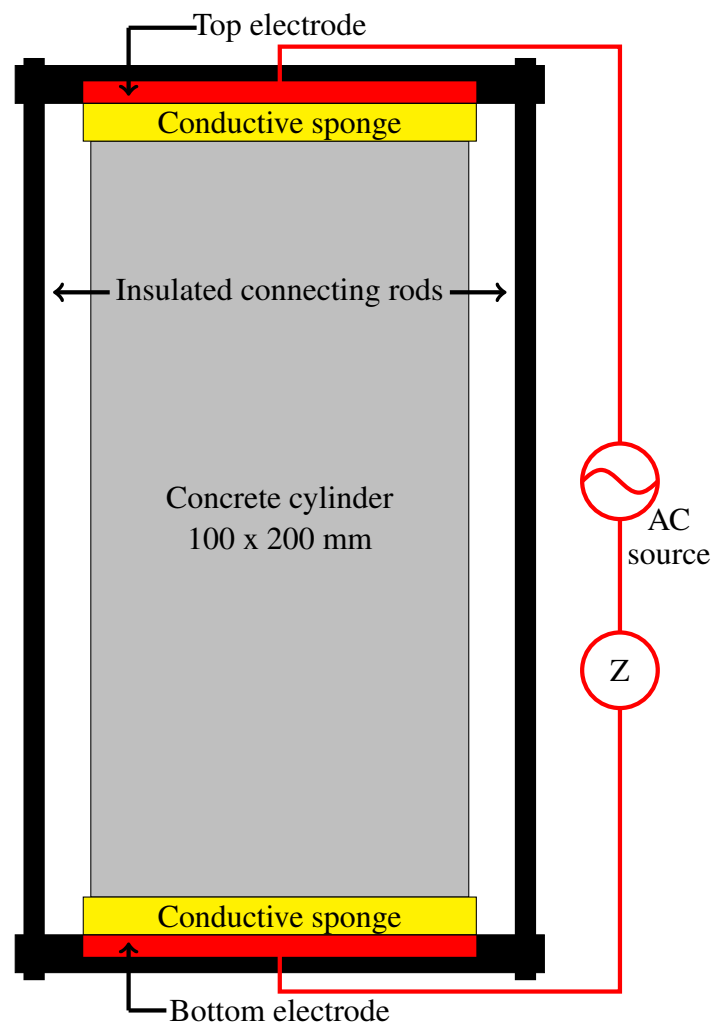 Top electrode
Conductive sponge
Insulated connecting rods
Concrete cylinder
100 x 200 mm
AC
source
Z
Conductive sponge
Bottom electrode